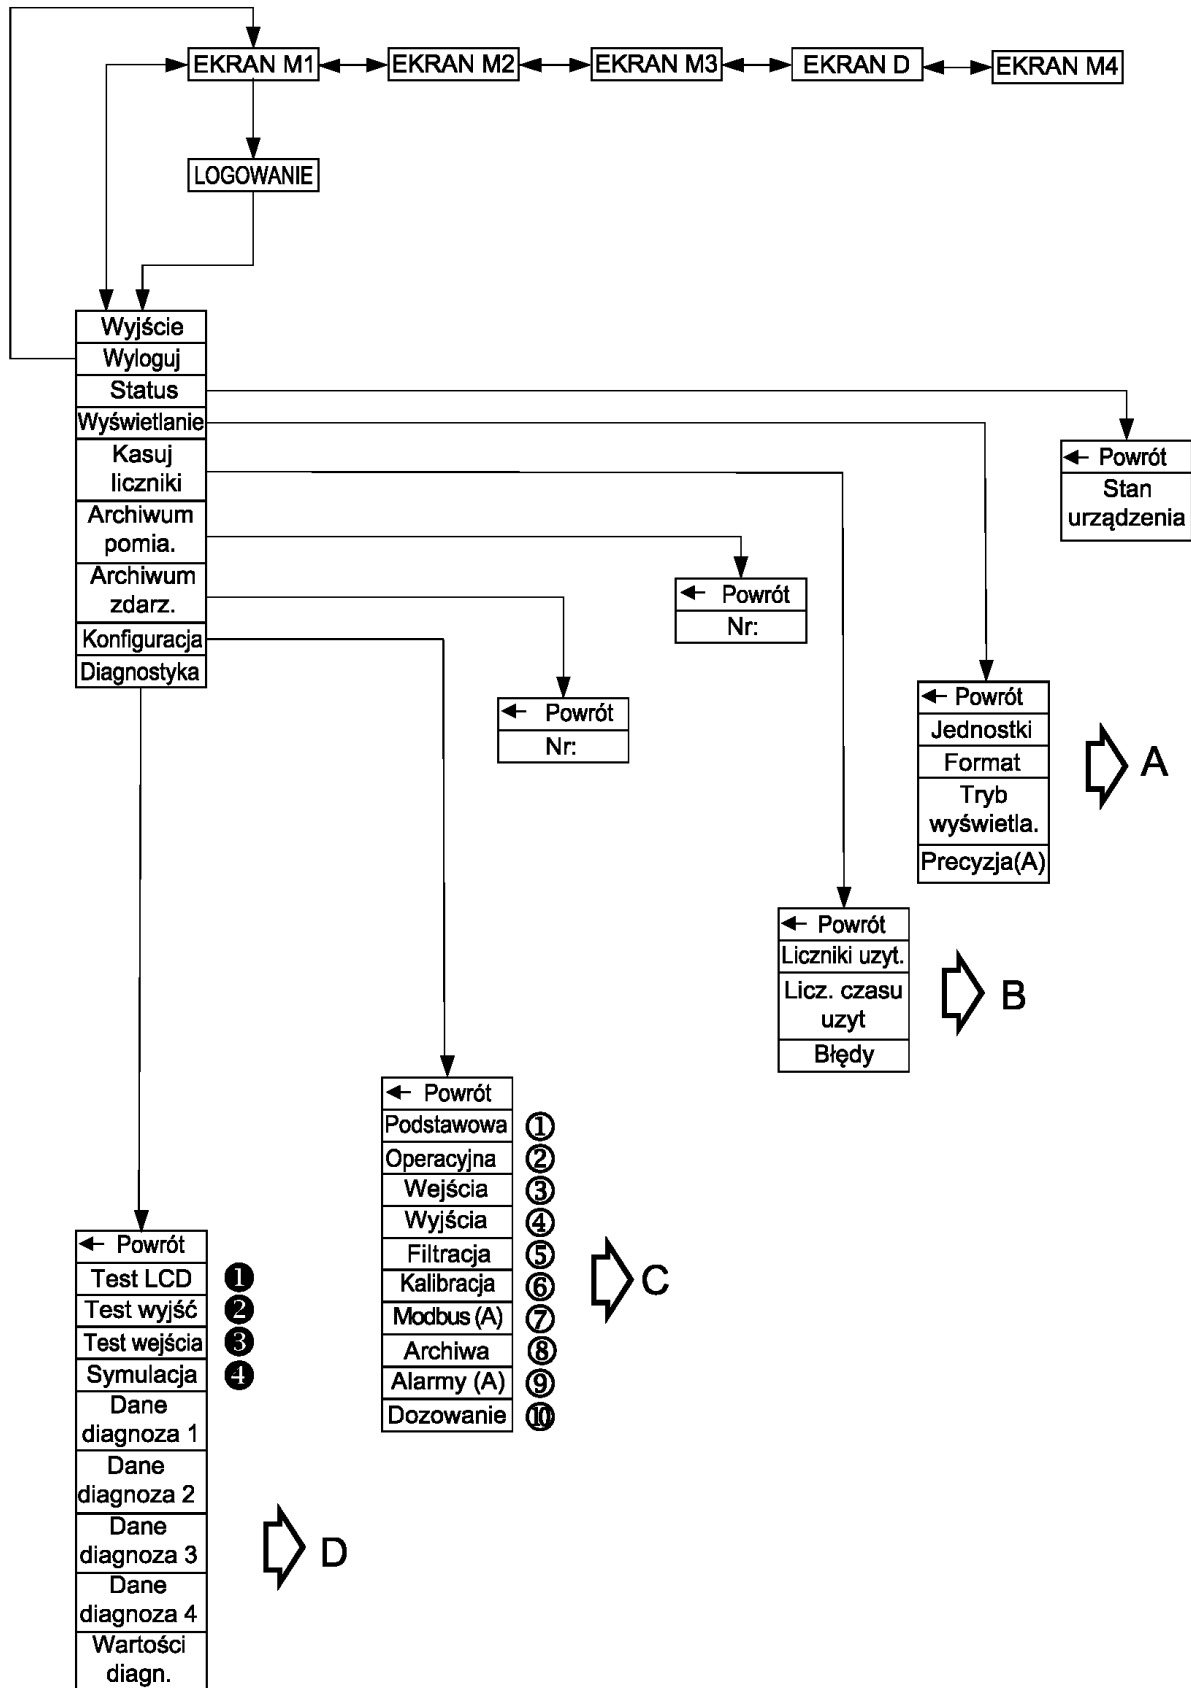 EKRAN M1
EKRAN M2
EKRAN M3
EKRAN D
EKRAN M4
LOGOWANIE
Wyjście
Wyloguj
Status
Wyświetlanie
Kasuj
liczniki
Archiwum
pomia.
Archiwum
zdarz.
Konfiguracja
Diagnostyka
← Powrót
Stan
urządzenia
← Powrót
Nr:
← Powrót
Nr:
← Powrót
Jednostki
Format
Tryb
wyświetla.
Precyzja(A)
A
← Powrót
Liczniki uzyt.
Licz. czasu
uzyt
Błędy
B
← Powrót
Podstawowa ①
Operacyjna ②
Wejścia ③
Wyjścia ④
Filtracja ⑤
Kalibracja ⑥
Modbus (A) ⑦
Archiwa ⑧
Alarmy (A) ⑨
Dozowanie ⑩
C
← Powrót
Test LCD ❶
Test wyjść ❷
Test wejścia ❸
Symulacja ❹
Dane
diagnoza 1
Dane
diagnoza 2
Dane
diagnoza 3
Dane
diagnoza 4
Wartości
diagn.
D